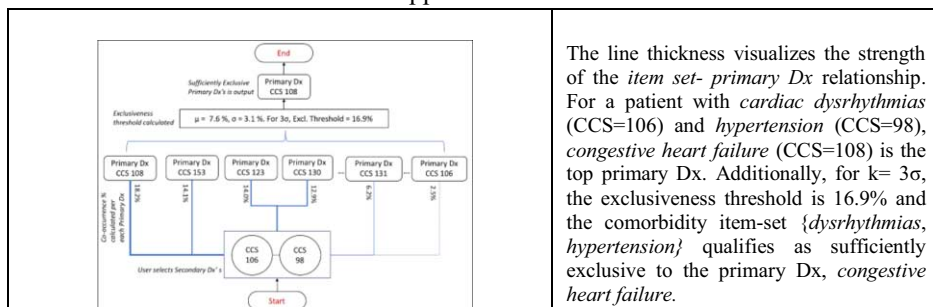 End
Sufficiently Exclusive
Primary Dx's is output
Primary Dx
CCS 108
Exclusiveness
threshold calculated
μ = 7.6 %, σ = 3.1 %. For 3σ, Excl. Threshold = 16.9%
Primary Dx
CCS 108
Primary Dx
CCS 153
Primary Dx
CCS 123
Primary Dx
CCS 130
...
Primary Dx
CCS 131
...
Primary Dx
CCS 106
Co-occurrence %
calculated per
each Primary Dx
18.2%
14.1%
14.0%
12.9%
6.2%
2.5%
CCS
106
CCS
98
User selects Secondary Dx' s
Start
The line thickness visualizes the strength
of the item set- primary Dx relationship.
For a patient with cardiac dysrhythmias
(CCS=106) and hypertension (CCS=98),
congestive heart failure (CCS=108) is the
top primary Dx. Additionally, for k= 3σ,
the exclusiveness threshold is 16.9% and
the comorbidity item-set {dysrhythmias,
hypertension} qualifies as sufficiently
exclusive to the primary Dx, congestive
heart failure.